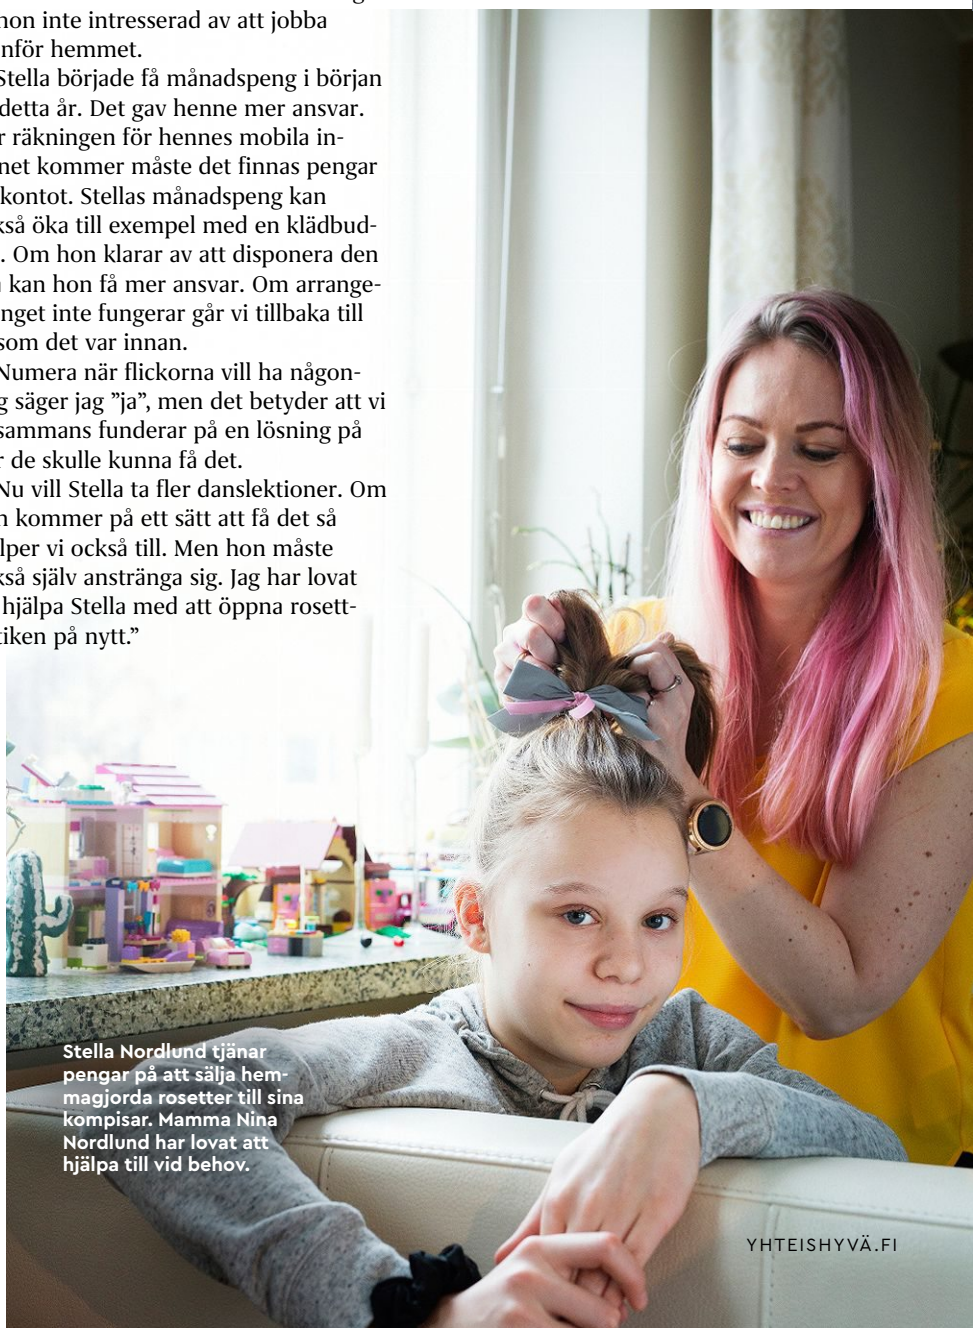 hon inte intresserad av att jobba
nför hemmet.
Stella började få månadspeng i början
detta år. Det gav henne mer ansvar.
r räkningen för hennes mobila in-
net kommer måste det finnas pengar
kontot. Stellas månadspeng kan
kså öka till exempel med en klädbud-
. Om hon klarar av att disponera den
kan hon få mer ansvar. Om arrange-
nget inte fungerar går vi tillbaka till
som det var innan.
Numera när flickorna vill ha någon-
g säger jag ”ja”, men det betyder att vi
sammans funderar på en lösning på
r de skulle kunna få det.
Nu vill Stella ta fler danslektioner. Om
n kommer på ett sätt att få det så
lper vi också till. Men hon måste
kså själv anstränga sig. Jag har lovat
hjälpa Stella med att öppna rosett-
tiken på nytt.”
Stella Nordlund tjänar
pengar på att sälja hem-
magjorda rosetter till sina
kompisar. Mamma Nina
Nordlund har lovat att
hjälpa till vid behov.
YHTEISHYVÄ.FI